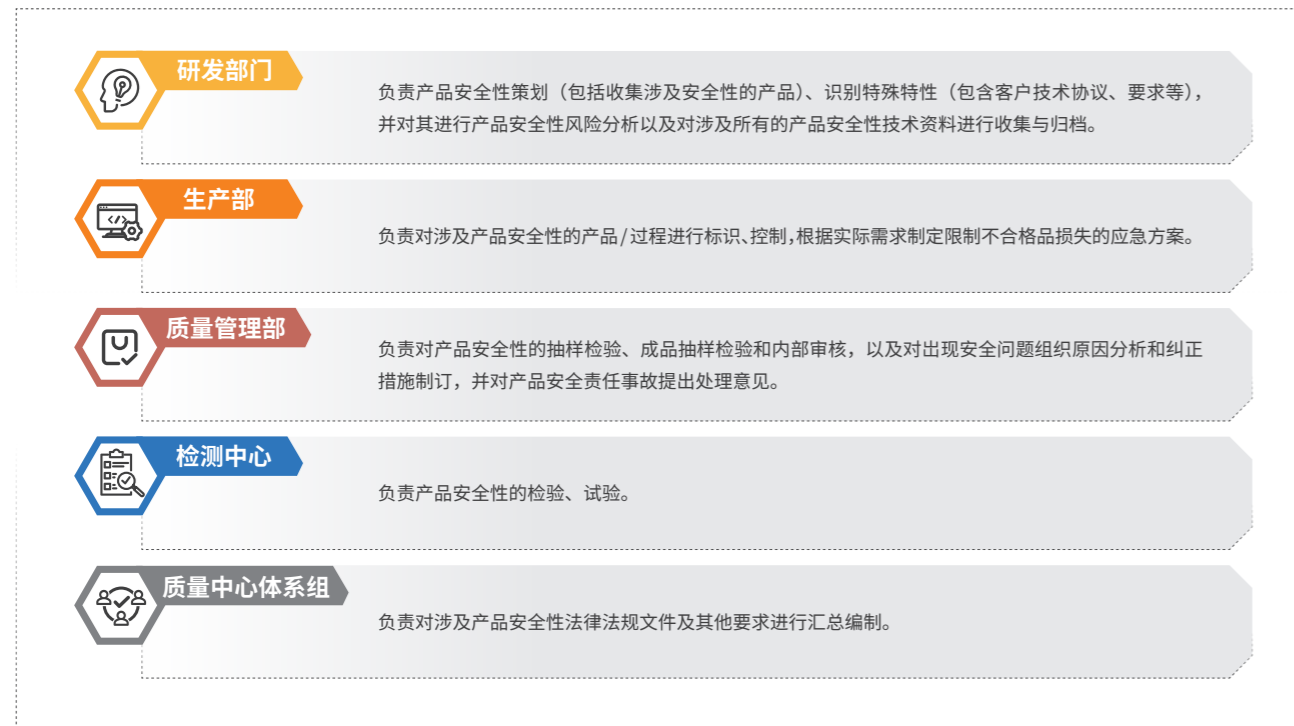 研发部门
负责产品安全性策划（包括收集涉及安全性的产品）、识别特殊特性（包含客户技术协议、要求等），
并对其进行产品安全性风险分析以及对涉及所有的产品安全性技术资料进行收集与归档。
生产部
负责对涉及产品安全性的产品/过程进行标识、控制,根据实际需求制定限制不合格品损失的应急方案。
质量管理部
负责对产品安全性的抽样检验、成品抽样检验和内部审核，以及对出现安全问题组织原因分析和纠正
措施制订，并对产品安全责任事故提出处理意见。
检测中心
负责产品安全性的检验、试验。
质量中心体系组
负责对涉及产品安全性法律法规文件及其他要求进行汇总编制。